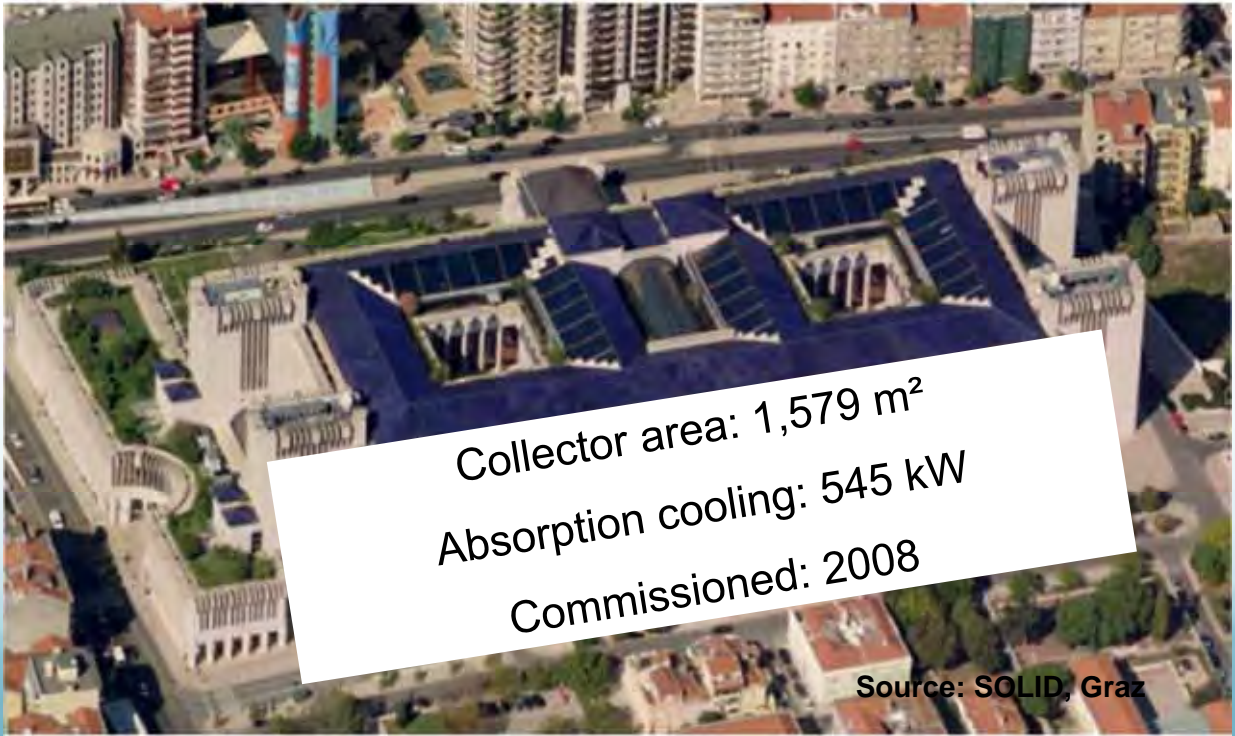 Collector area: 1,579 m²
Absorption cooling: 545 kW
Commissioned: 2008
Source: SOLID, Graz